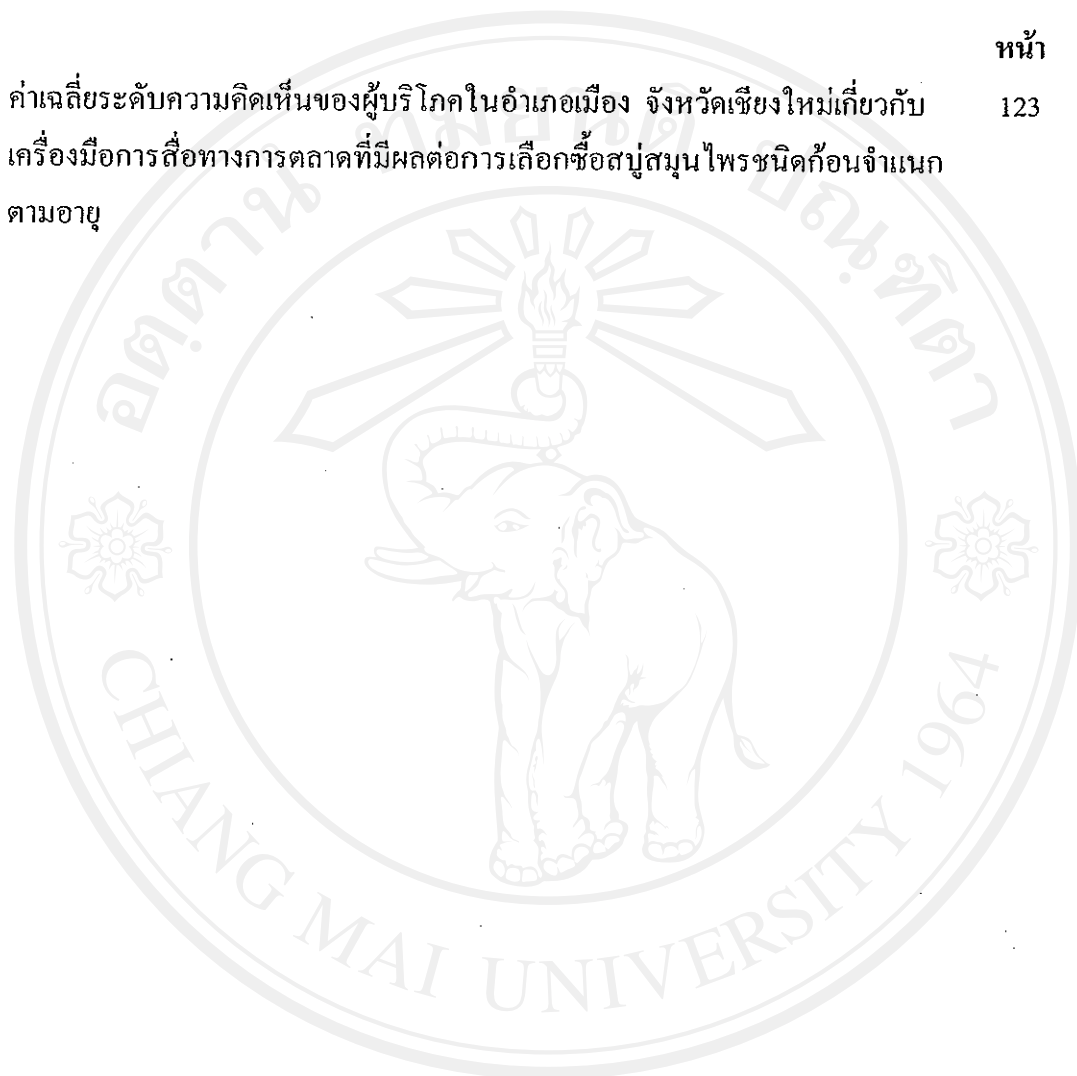 หน้า
ค่าเฉลี่ยระดับความคิดเห็นของผู้บริโภคในอำเภอเมือง จังหวัดเชียงใหม่เกี่ยวกับ 123
เครื่องมือการสื่อทางการตลาดที่มีผลต่อการเลือกซื้อสบู่สมุนไพรชนิดก้อนจำแนก
ตามอายุ
CHIANG MAI UNIVERSITY 1964